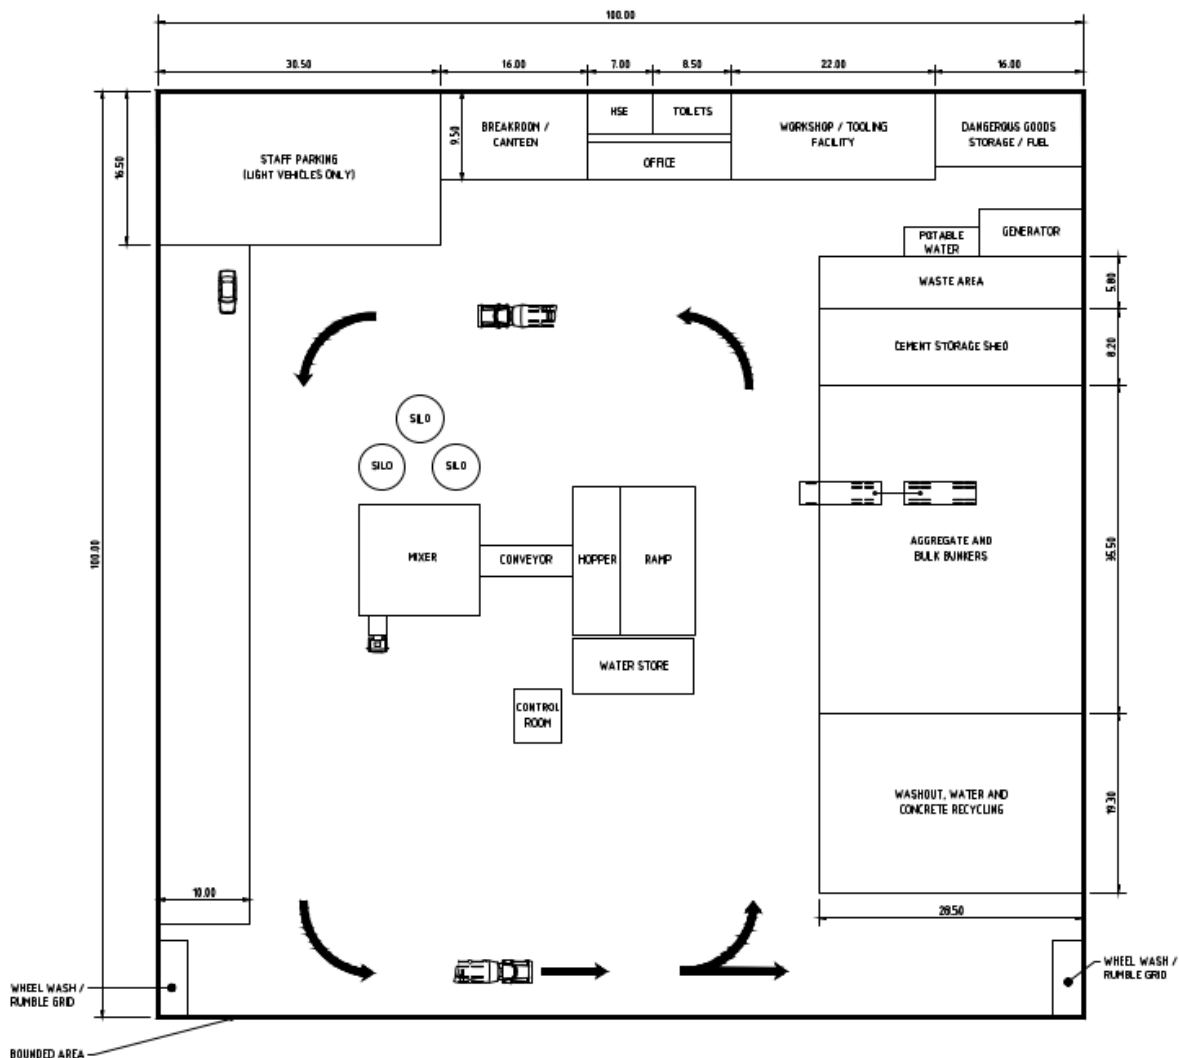 100.00
30.50
16.00
7.00
8.50
22.00
16.00
HSE
TOILETS
BREAKROOM /
CANTEEN
9.50
OFFICE
WORKSHOP / TOOLING
FACILITY
DANGEROUS GOODS
STORAGE / FUEL
STAFF PARKING
(LIGHT VEHICLES ONLY)
16.50
POTABLE
WATER
GENERATOR
WASTE AREA
5.80
CEMENT STORAGE SHED
8.20
SILO
SILO
SILO
MIXER
CONVEYOR
HOPPER
RAMP
AGGREGATE AND
BULK BUNKERS
35.50
100.00
WATER STORE
CONTROL
ROOM
WASHOUT, WATER AND
CONCRETE RECYCLING
19.30
10.00
28.50
WHEEL WASH /
RUMBLE GRID
WHEEL WASH /
RUMBLE GRID
BOUNDED AREA